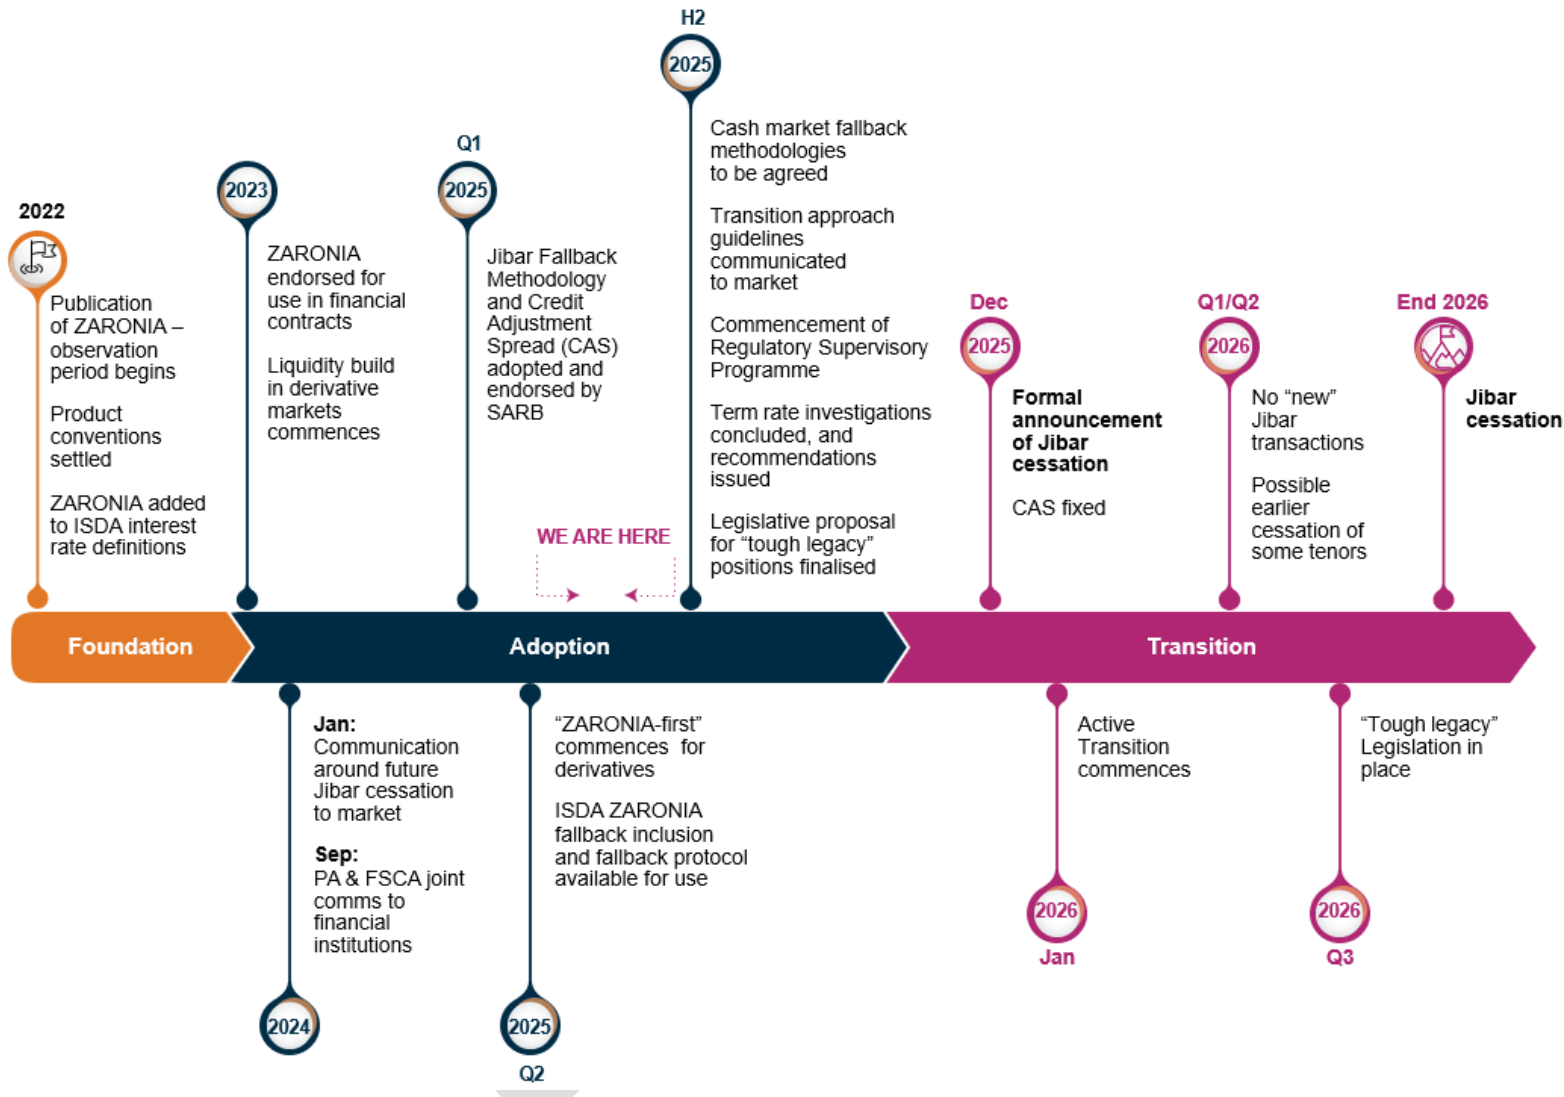 2022
Publication
of ZARONIA –
observation
period begins
Product
conventions
settled
ZARONIA added
to ISDA interest
rate definitions
2023
ZARONIA
endorsed for
use in financial
contracts
Liquidity build
in derivative
markets
commences
Q1
2025
Jibar Fallback
Methodology
and Credit
Adjustment
Spread (CAS)
adopted and
endorsed by
SARB
WE ARE HERE
H2
2025
Cash market fallback
methodologies
to be agreed
Transition approach
guidelines
communicated
to market
Commencement of
Regulatory Supervisory
Programme
Term rate investigations
concluded, and
recommendations
issued
Legislative proposal
for “tough legacy”
positions finalised
Dec
2025
Formal
announcement
of Jibar
cessation
CAS fixed
Q1/Q2
2026
No “new”
Jibar
transactions
Possible
earlier
cessation of
some tenors
End 2026
Jibar
cessation
Foundation
Adoption
Transition
Jan:
Communication
around future
Jibar cessation
to market
Sep:
PA & FSCA joint
comms to
financial
institutions
2024
“ZARONIA-first”
commences for
derivatives
ISDA ZARONIA
fallback inclusion
and fallback protocol
available for use
2025
Q2
Active
Transition
commences
2026
Jan
“Tough legacy”
Legislation in
place
2026
Q3